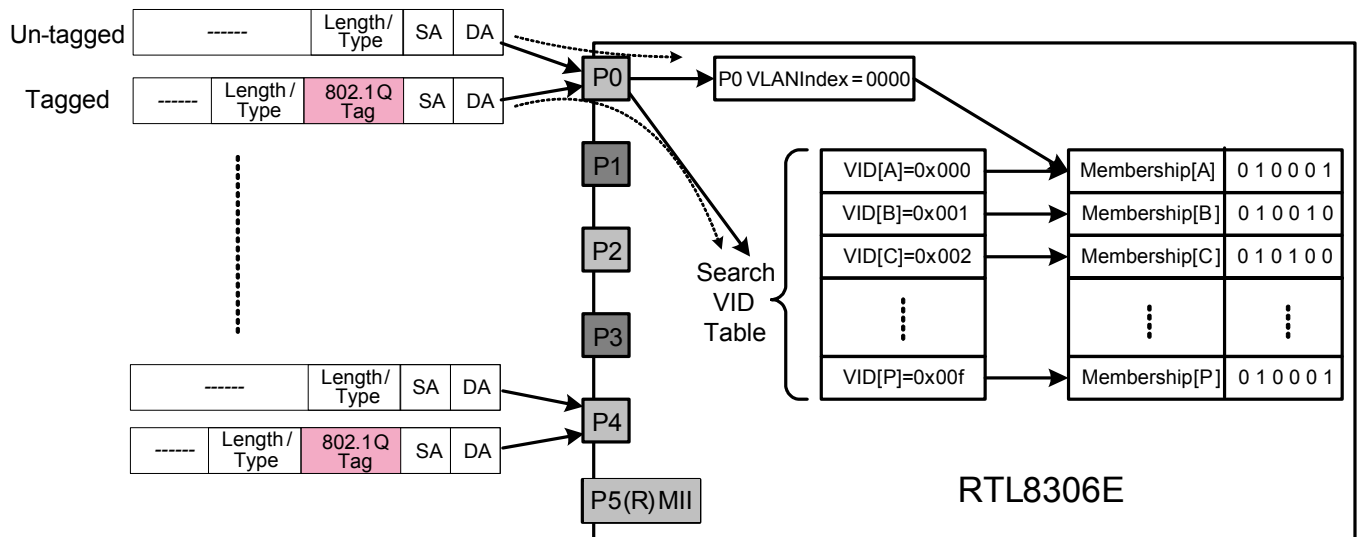 Un-tagged
------
Length/
Type
SA
DA
Tagged
------
Length/
Type
802.1Q
Tag
SA
DA
P0
P0 VLANIndex = 0000
P1
P2
P3
Search
VID
Table
VID[A]=0x000
Membership[A]
0 1 0 0 0 1
VID[B]=0x001
Membership[B]
0 1 0 0 1 0
VID[C]=0x002
Membership[C]
0 1 0 1 0 0
VID[P]=0x00f
Membership[P]
0 1 0 0 0 1
------
Length/
Type
SA
DA
------
Length/
Type
802.1Q
Tag
SA
DA
P4
P5(R)MII
RTL8306E